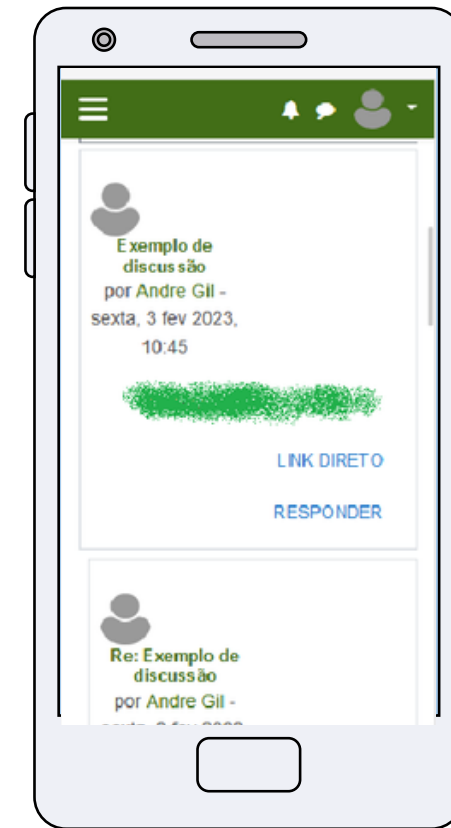 Exemplo de
discussão
por Andre Gil -
sexta, 3 fev 2023,
10:45
LINK DIRETO
RESPONDER
Re: Exemplo de
discussão
por Andre Gil -